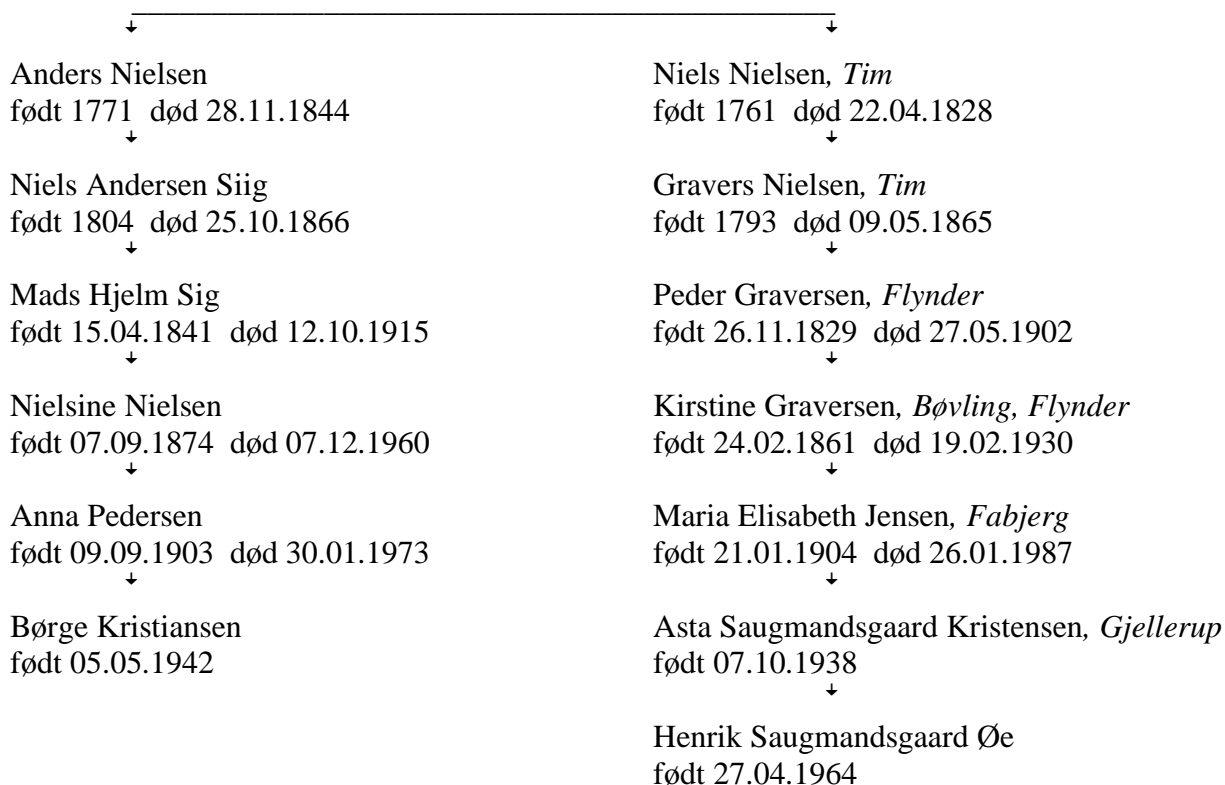 Anders Nielsen
født 1771 død 28.11.1844
Niels Andersen Siig
født 1804 død 25.10.1866
Mads Hjelm Sig
født 15.04.1841 død 12.10.1915
Nielsine Nielsen
født 07.09.1874 død 07.12.1960
Anna Pedersen
født 09.09.1903 død 30.01.1973
Børge Kristiansen
født 05.05.1942
Niels Nielsen, Tim
født 1761 død 22.04.1828
Gravers Nielsen, Tim
født 1793 død 09.05.1865
Peder Graversen, Flynder
født 26.11.1829 død 27.05.1902
Kirstine Graversen, Bøvling, Flynder
født 24.02.1861 død 19.02.1930
Maria Elisabeth Jensen, Fabjerg
født 21.01.1904 død 26.01.1987
Asta Saugmandsgaard Kristensen, Gjellerup
født 07.10.1938
Henrik Saugmandsgaard Øe
født 27.04.1964